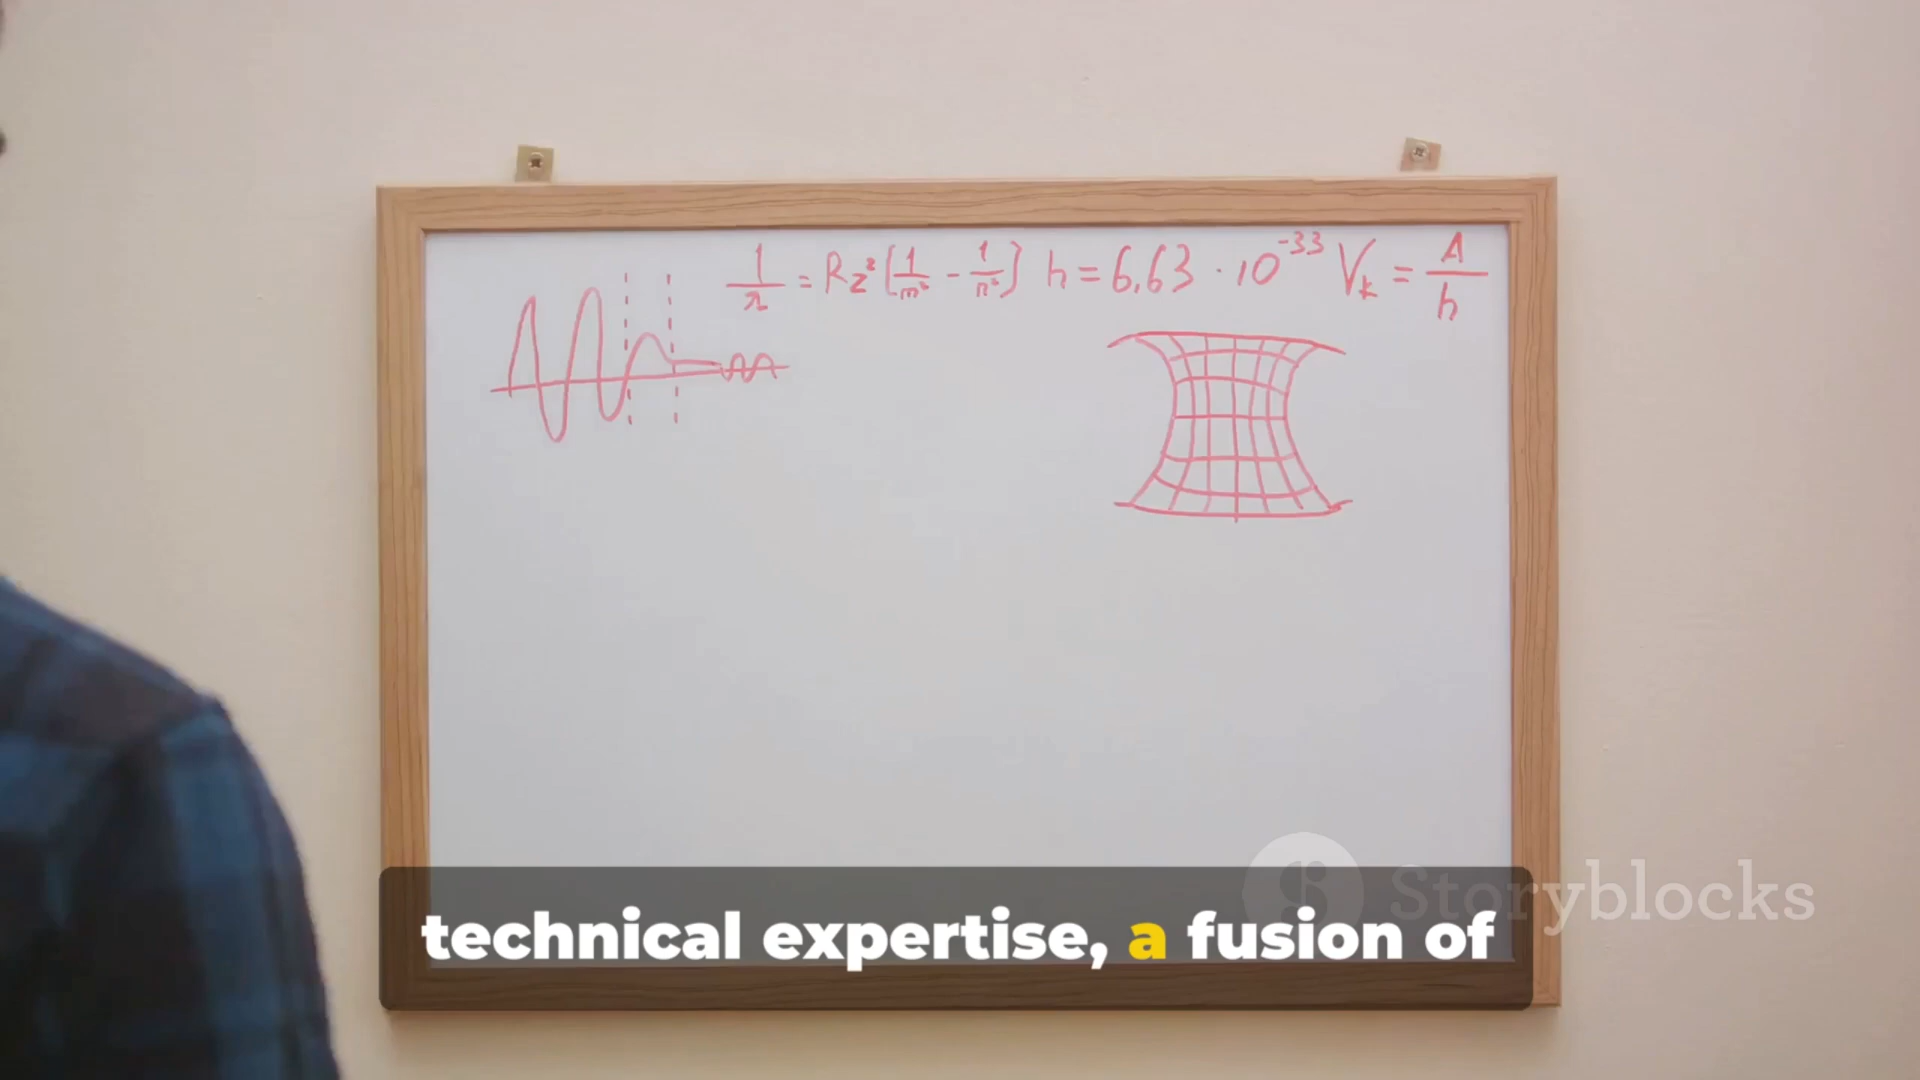 1/λ = Rz²[1/m² - 1/n²] h = 6,63 · 10⁻³³ Vₖ = A/h
Storyblocks
technical expertise, a fusion of